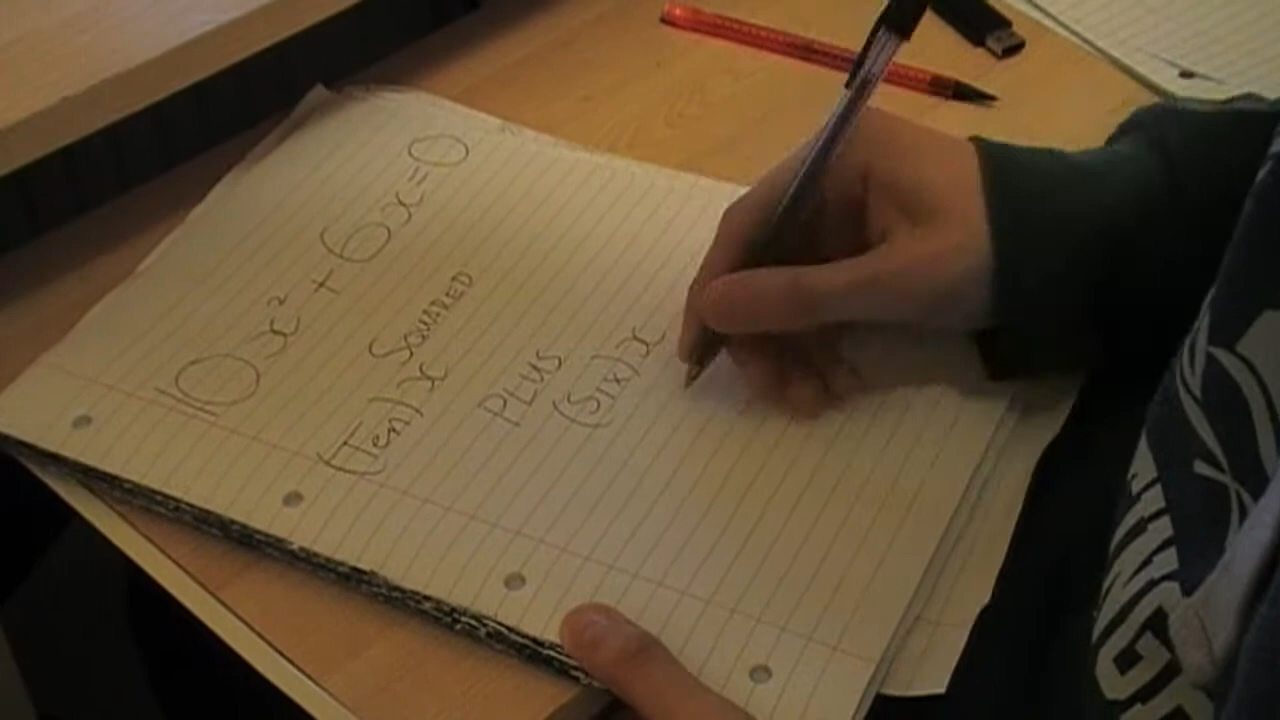 10x² + 6x = 0
(Ten) x SQUARED
PLUS
(Six) x